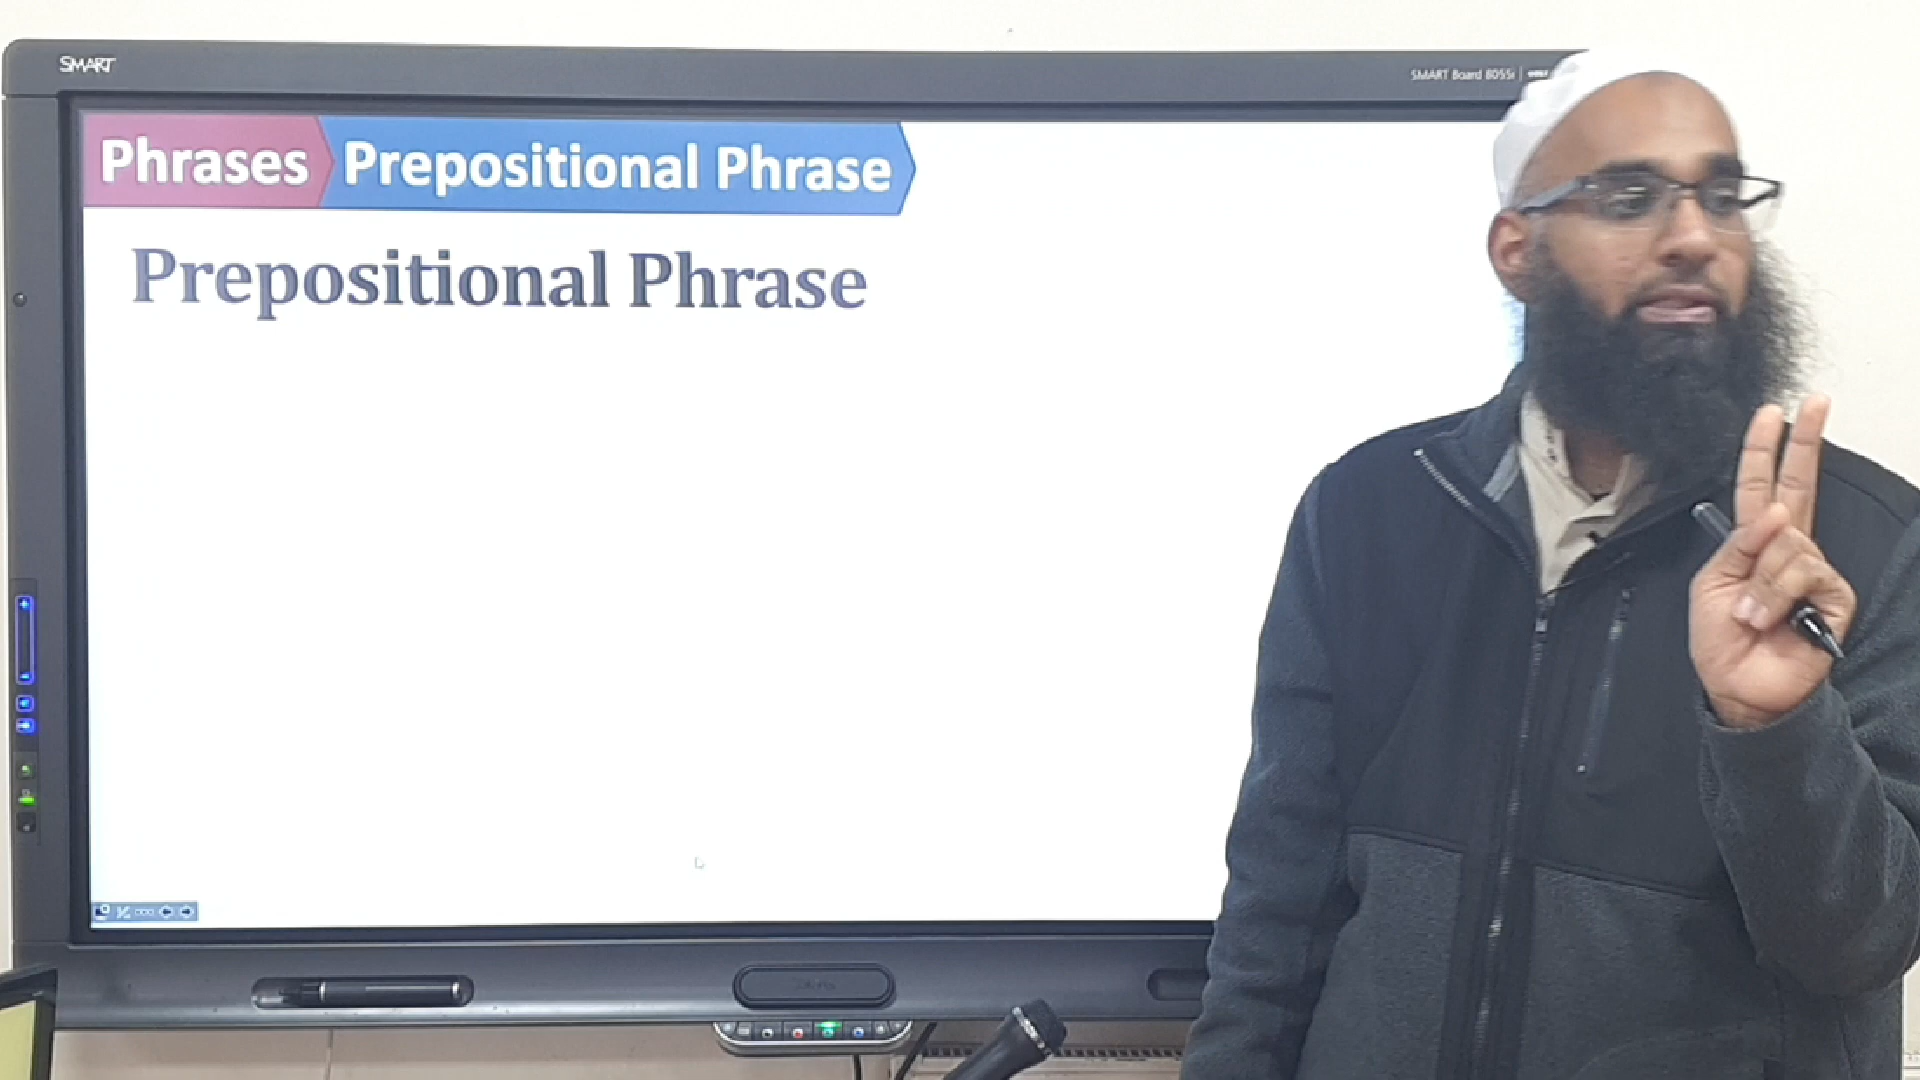 SMART
SMART Board 8055i
Phrases Prepositional Phrase
Prepositional Phrase